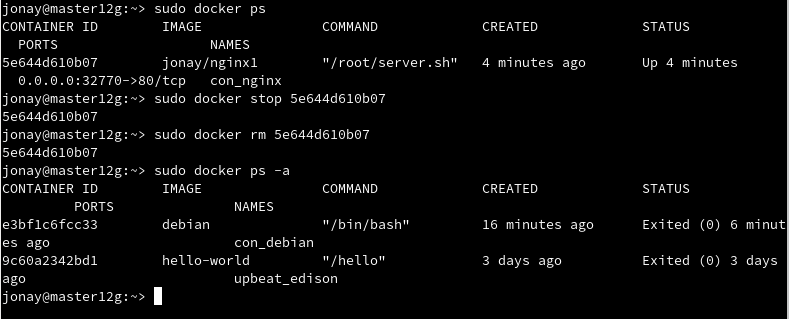 jonay@master12g:~> sudo docker ps
CONTAINER ID        IMAGE               COMMAND             CREATED             STATUS
  PORTS                   NAMES
5e644d610b07        jonay/nginx1        "/root/server.sh"   4 minutes ago       Up 4 minutes
  0.0.0.0:32770->80/tcp   con_nginx
jonay@master12g:~> sudo docker stop 5e644d610b07
5e644d610b07
jonay@master12g:~> sudo docker rm 5e644d610b07
5e644d610b07
jonay@master12g:~> sudo docker ps -a
CONTAINER ID        IMAGE               COMMAND             CREATED             STATUS
         PORTS               NAMES
e3bf1c6fcc33        debian              "/bin/bash"         16 minutes ago      Exited (0) 6 minut
es ago                       con_debian
9c60a2342bd1        hello-world         "/hello"            3 days ago          Exited (0) 3 days
ago                          upbeat_edison
jonay@master12g:~>